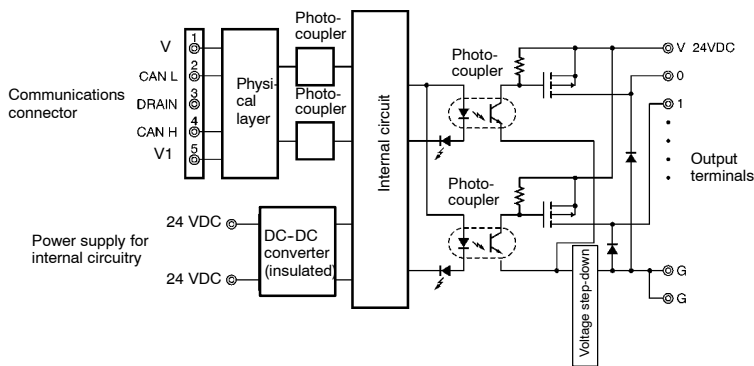 Photo-
coupler
1
V
2
CAN L
3
DRAIN
4
CAN H
5
V1
Communications
connector
Physi-
cal
layer
Photo-
coupler
Internal circuit
Photo-
coupler
V 24VDC
0
1
Output
terminals
Photo-
coupler
Power supply for
internal circuitry
24 VDC
24 VDC
DC-DC
converter
(insulated)
Voltage step-down
G
G